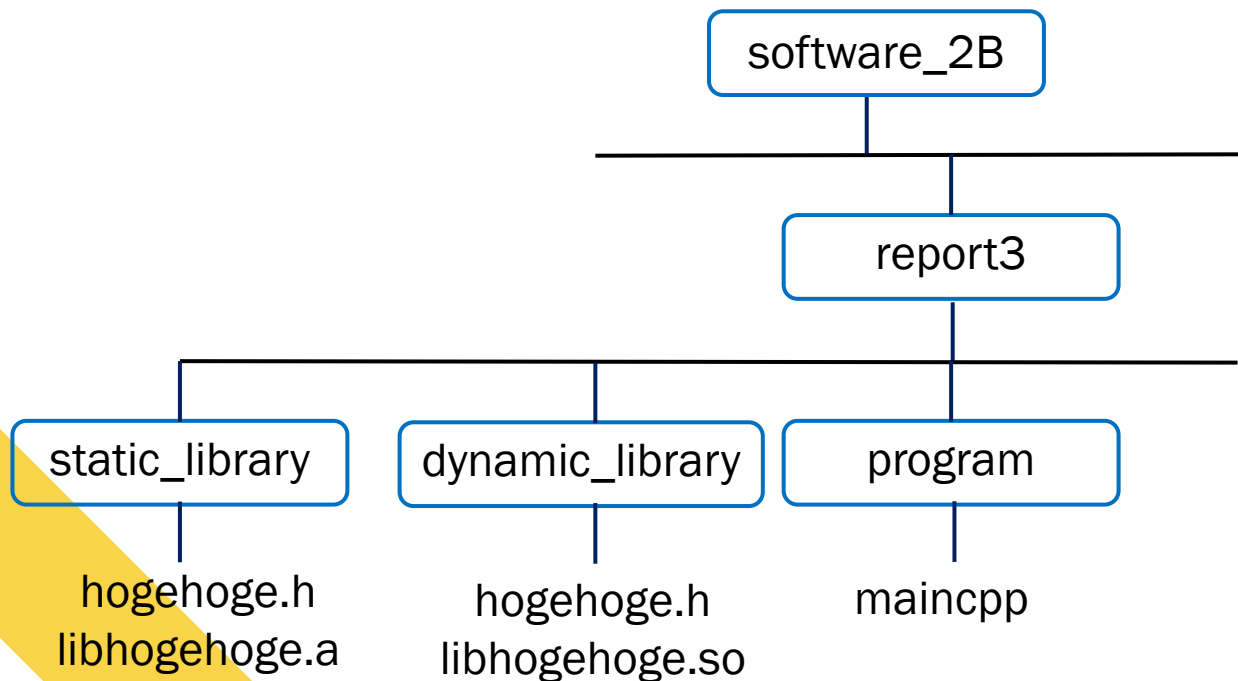 software_2B
report3
static_library
dynamic_library
program
hogehoge.h
libhogehoge.a
hogehoge.h
libhogehoge.so
maincpp